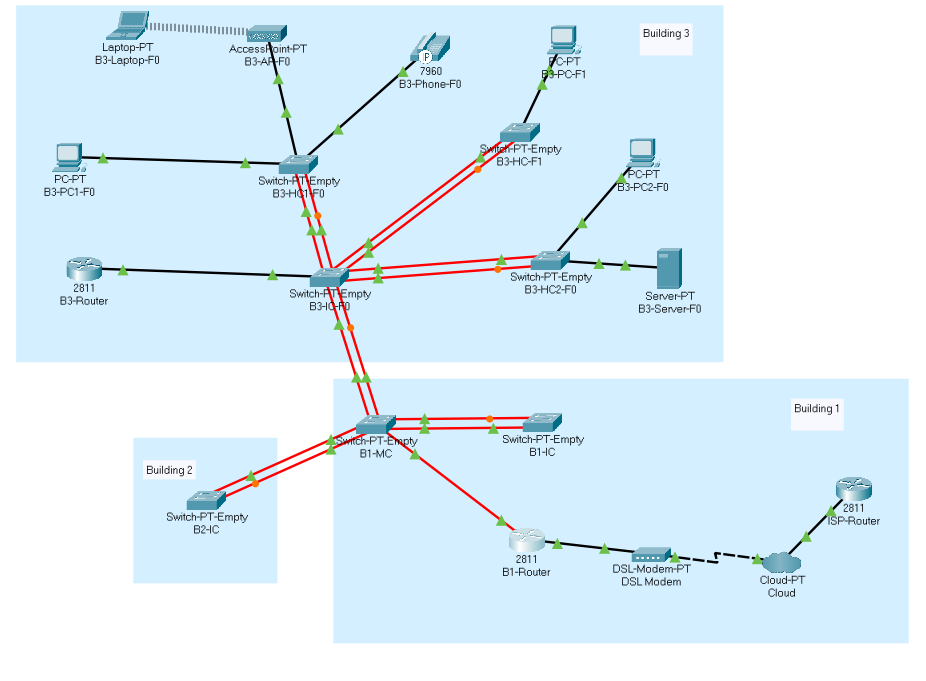 Building 3
Laptop-PT
B3-Laptop-F0
AccessPoint-PT
B3-AP-F0
IP
7960
B3-Phone-F0
PC-PT
B3-PC-F1
Switch-PT-Empty
B3-HC-F1
PC-PT
B3-PC1-F0
Switch-PT-Empty
B3-HC1-F0
PC-PT
B3-PC2-F0
2811
B3-Router
Switch-PT-Empty
B3-IC-F0
Switch-PT-Empty
B3-HC2-F0
Server-PT
B3-Server-F0
Building 1
Switch-PT-Empty
B1-MC
Switch-PT-Empty
B1-IC
Building 2
Switch-PT-Empty
B2-IC
2811
ISP-Router
2811
B1-Router
DSL-Modem-PT
DSL Modem
Cloud-PT
Cloud